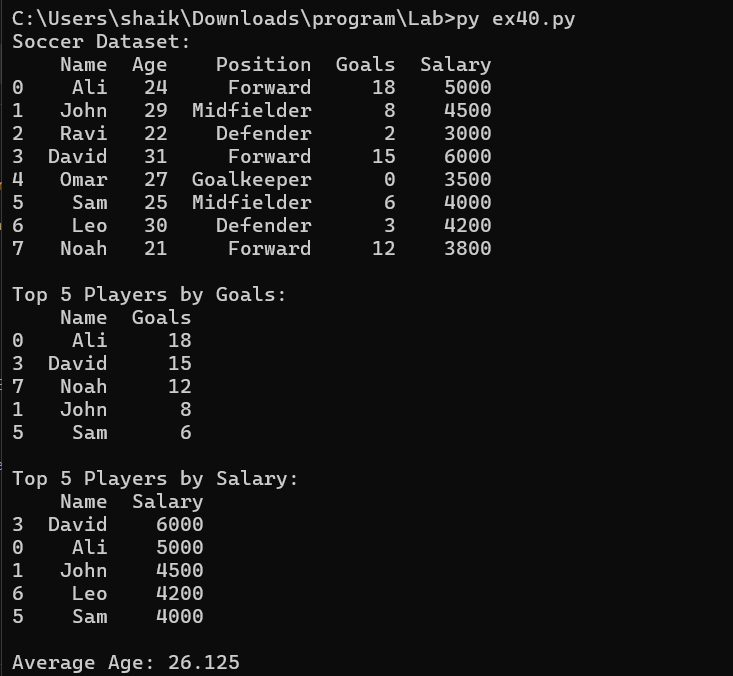 C:\Users\shaik\Downloads\program\Lab>py ex40.py
Soccer Dataset:
    Name  Age    Position  Goals  Salary
0    Ali   24     Forward     18    5000
1   John   29  Midfielder      8    4500
2   Ravi   22    Defender      2    3000
3  David   31     Forward     15    6000
4   Omar   27  Goalkeeper      0    3500
5    Sam   25  Midfielder      6    4000
6    Leo   30    Defender      3    4200
7   Noah   21     Forward     12    3800

Top 5 Players by Goals:
    Name  Goals
0    Ali     18
3  David     15
7   Noah     12
1   John      8
5    Sam      6

Top 5 Players by Salary:
    Name  Salary
3  David    6000
0    Ali    5000
1   John    4500
6    Leo    4200
5    Sam    4000

Average Age: 26.125